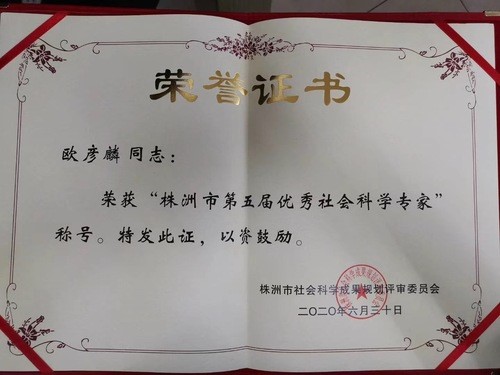 荣誉证书
欧彦麟同志：
荣获“株洲市第五届优秀社会科学专家”
称号。特发此证，以资鼓励。
株洲市社会科学成果规划评审委员会
二〇二〇年六月三十日